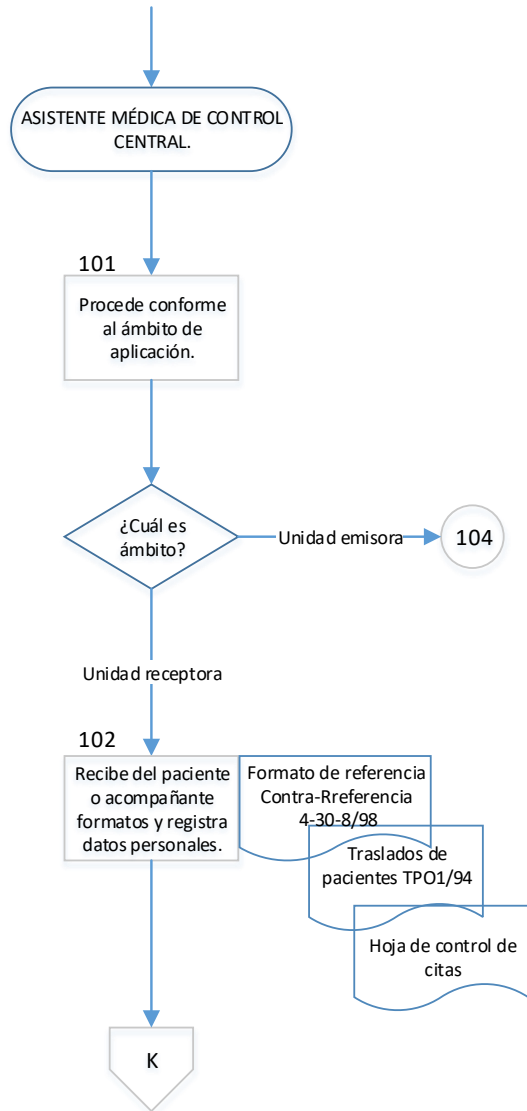 ASISTENTE MÉDICA DE CONTROL
CENTRAL.
101
Procede conforme
al ámbito de
aplicación.
¿Cuál es
ámbito?
Unidad emisora
104
Unidad receptora
102
Recibe del paciente
o acompañante
formatos y registra
datos personales.
Formato de referencia
Contra-Rreferencia
4-30-8/98
Traslados de
pacientes TPO1/94
Hoja de control de
citas
K